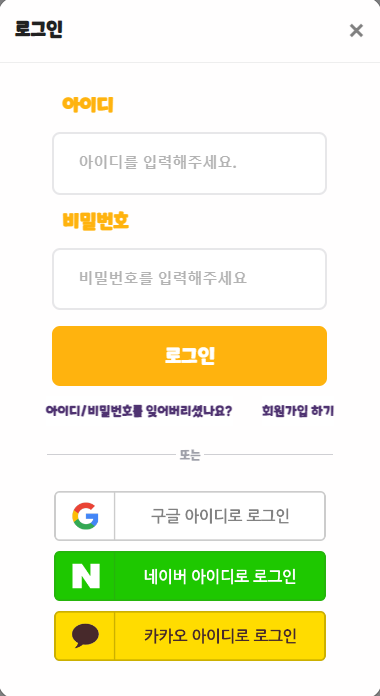 로그인
아이디
아이디를 입력해주세요.
비밀번호
비밀번호를 입력해주세요
로그인
아이디/비밀번호를 잊어버리셨나요? 회원가입 하기
또는
구글 아이디로 로그인
네이버 아이디로 로그인
카카오 아이디로 로그인